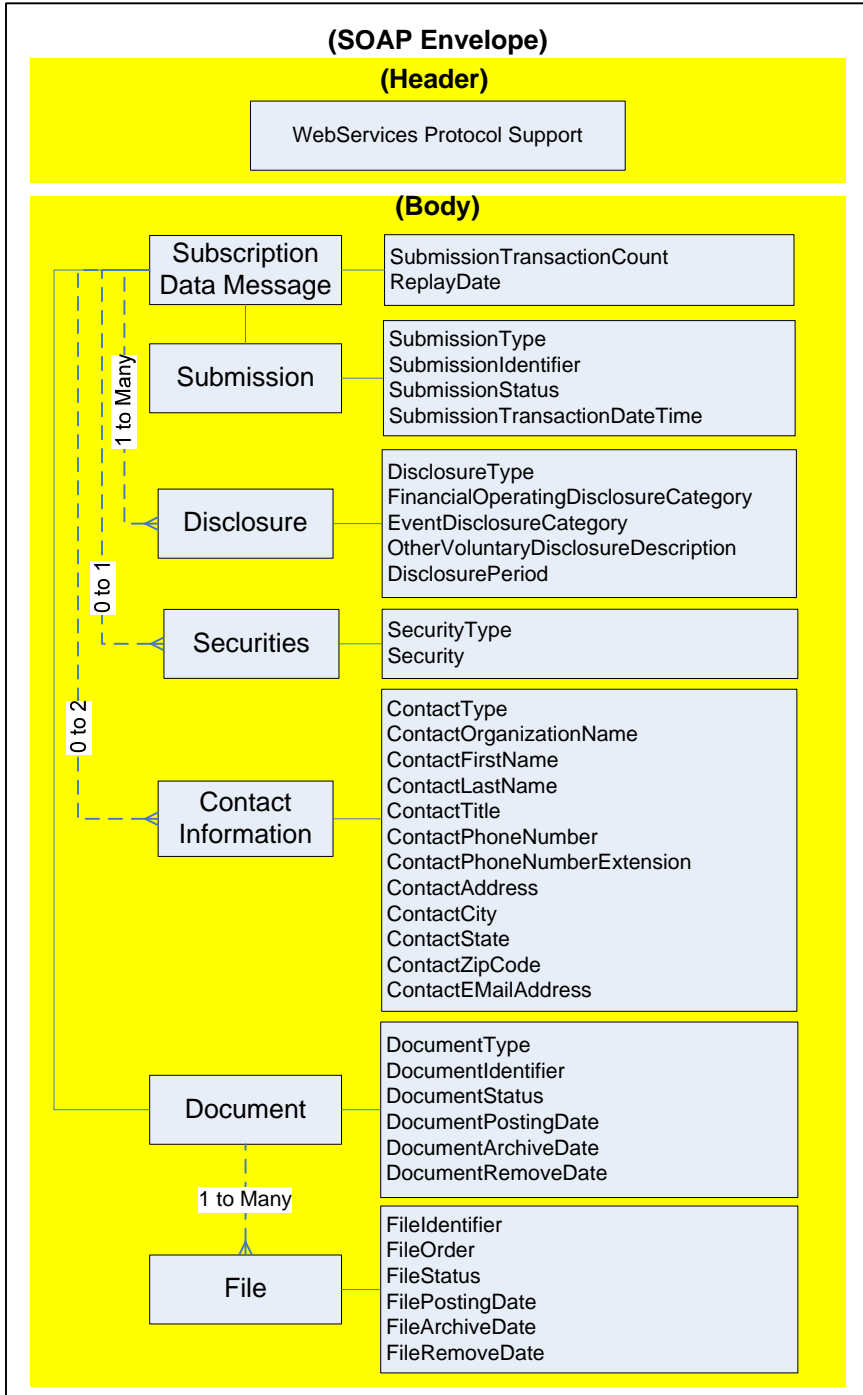 (SOAP Envelope)
(Header)
WebServices Protocol Support
(Body)
Subscription
Data Message
SubmissionTransactionCount
ReplayDate
Submission
SubmissionType
SubmissionIdentifier
SubmissionStatus
SubmissionTransactionDateTime
1 to Many
Disclosure
DisclosureType
FinancialOperatingDisclosureCategory
EventDisclosureCategory
OtherVoluntaryDisclosureDescription
DisclosurePeriod
0 to 1
Securities
SecurityType
Security
0 to 2
Contact
Information
ContactType
ContactOrganizationName
ContactFirstName
ContactLastName
ContactTitle
ContactPhoneNumber
ContactPhoneNumberExtension
ContactAddress
ContactCity
ContactState
ContactZipCode
ContactEMailAddress
Document
DocumentType
DocumentIdentifier
DocumentStatus
DocumentPostingDate
DocumentArchiveDate
DocumentRemoveDate
1 to Many
File
FileIdentifier
FileOrder
FileStatus
FilePostingDate
FileArchiveDate
FileRemoveDate